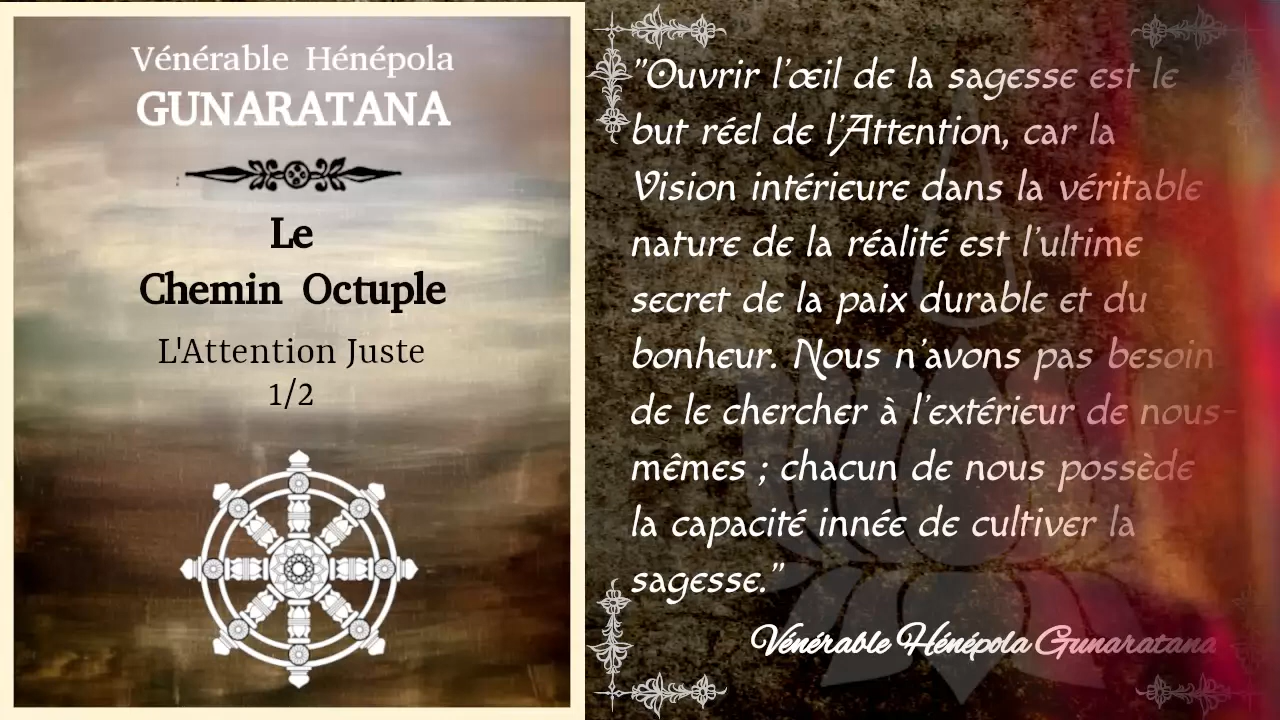 Vénérable Hénépola
GUNARATANA
Le
Chemin Octuple
L'Attention Juste
1/2
"Ouvrir l'œil de la sagesse est le
but réel de l'Attention, car la
Vision intérieure dans la véritable
nature de la réalité est l'ultime
secret de la paix durable et du
bonheur. Nous n'avons pas besoin
de le chercher à l'extérieur de nous-
mêmes ; chacun de nous possède
la capacité innée de cultiver la
sagesse."
Vénérable Hénépola Gunaratana